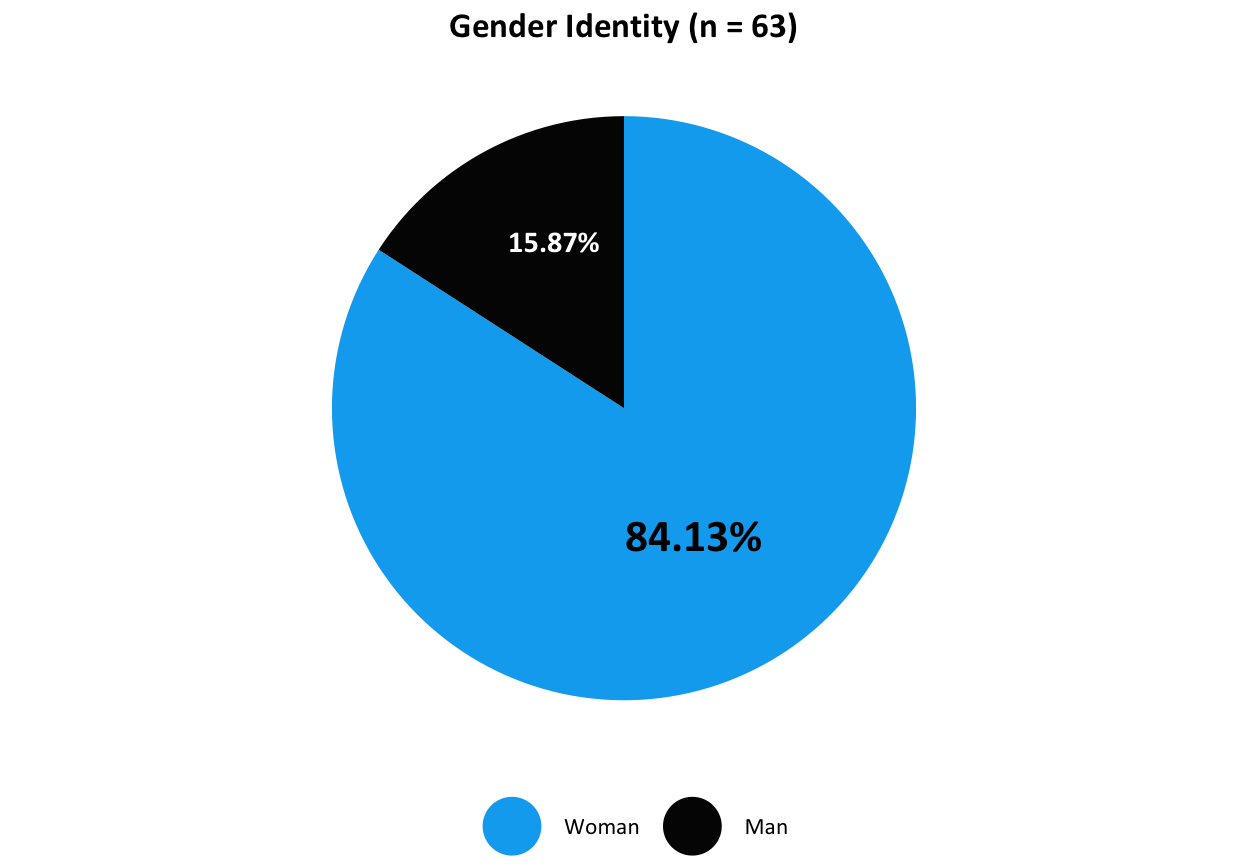 Gender Identity (n = 63)
15.87%
84.13%
Woman Man